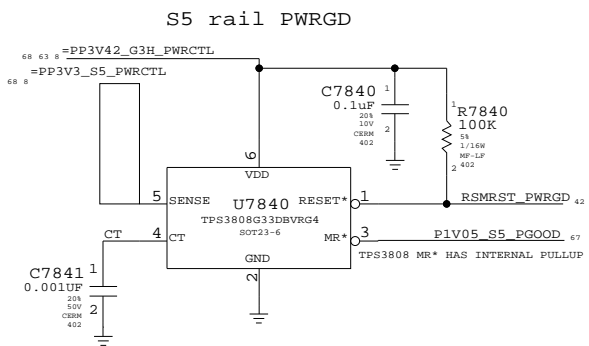 S5 rail PWRGD
68 63 8 =PP3V42_G3H_PWRCTL
68 8 =PP3V3_S5_PWRCTL
C7840 1
0.1uF
20%
10V
CERM
402
2
1
R7840
100K
5%
1/16W
MF-LF
402
2
6
VDD
5 SENSE
U7840
RESET* 1
RSMRST_PWRGD 42
TPS3808G33DBVRG4
SOT23-6
CT 4 CT
MR* 3
P1V05_S5_PGOOD 67
TPS3808 MR* HAS INTERNAL PULLUP
GND
2
C7841 1
0.001UF
20%
50V
CERM
402
2